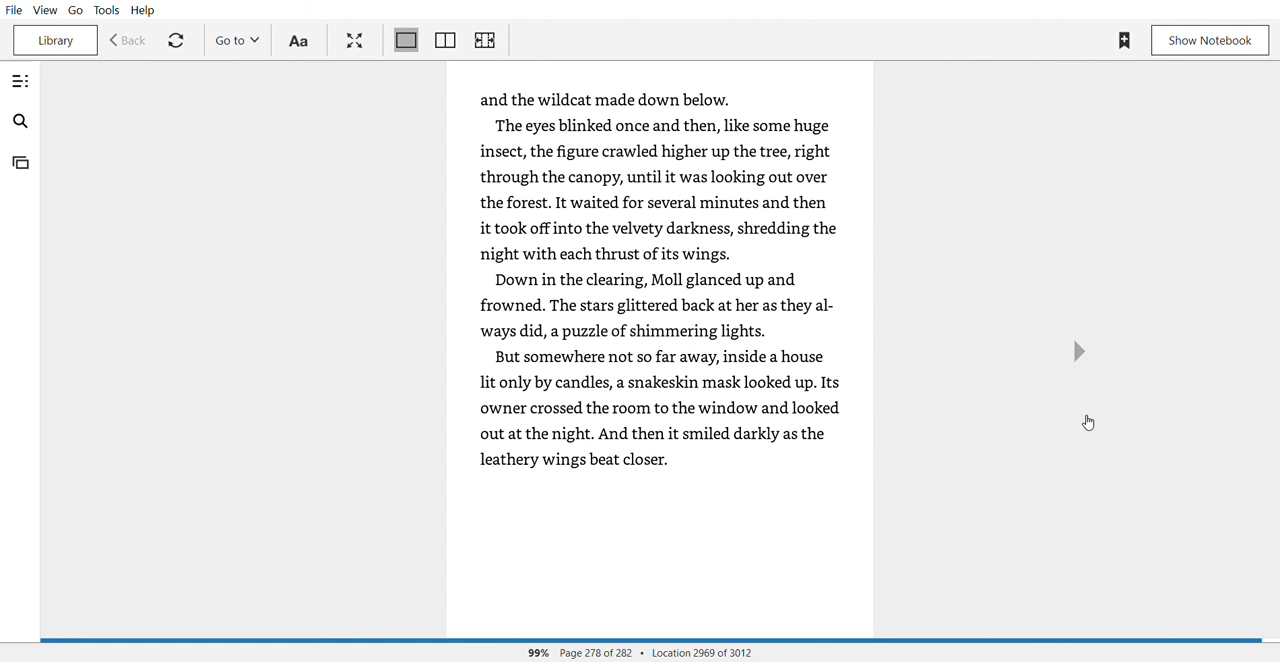 File View Go Tools Help
Library Back Go to Aa Show Notebook
and the wildcat made down below.
The eyes blinked once and then, like some huge
insect, the figure crawled higher up the tree, right
through the canopy, until it was looking out over
the forest. It waited for several minutes and then
it took off into the velvety darkness, shredding the
night with each thrust of its wings.
Down in the clearing, Moll glanced up and
frowned. The stars glittered back at her as they al-
ways did, a puzzle of shimmering lights.
But somewhere not so far away, inside a house
lit only by candles, a snakeskin mask looked up. Its
owner crossed the room to the window and looked
out at the night. And then it smiled darkly as the
leathery wings beat closer.
99% Page 278 of 282 • Location 2969 of 3012